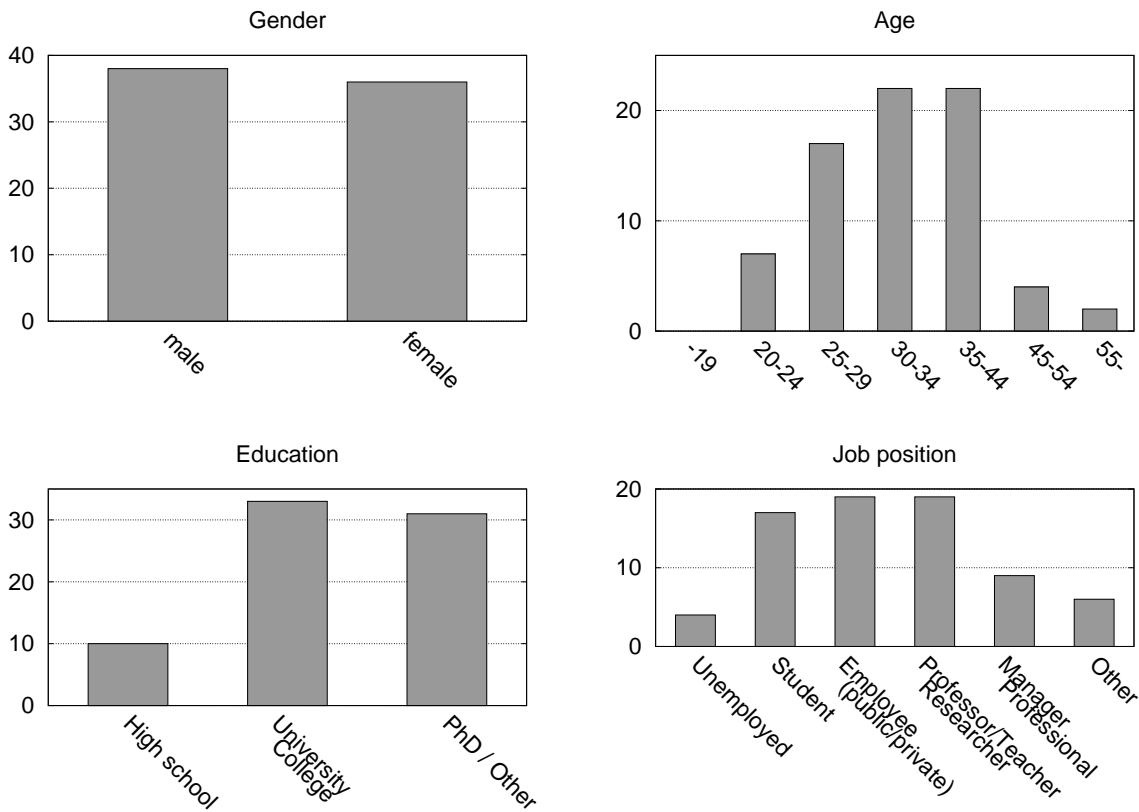 Gender
40
30
20
10
0
male
female
Age
20
10
0
-19
20-24
25-29
30-34
35-44
45-54
55-
Education
30
20
10
0
High school
University
College
PhD / Other
Job position
20
10
0
Unemployed
Student
Employee
(public/private)
Professor/Teacher
Researcher
Manager
Professional
Other